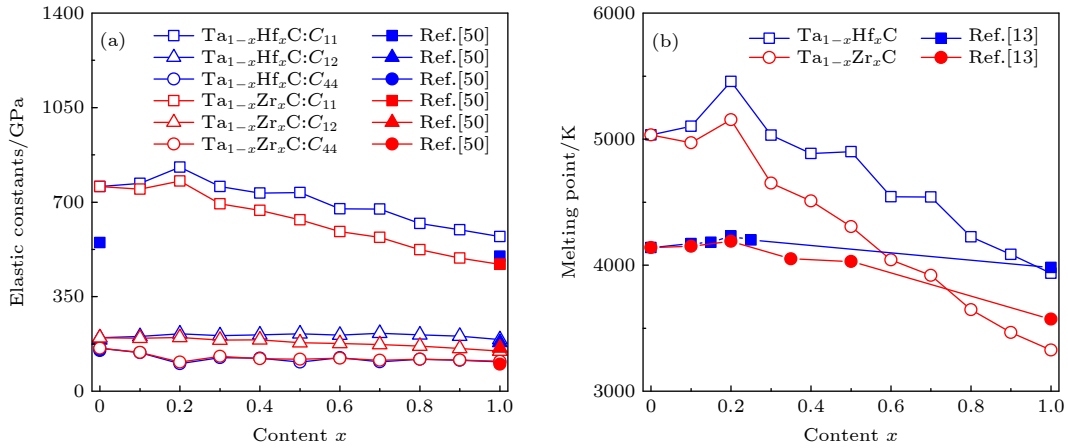 (a)
Ta₁₋ₓHfₓC:C₁₁ Ref.[50]
Ta₁₋ₓHfₓC:C₁₂ Ref.[50]
Ta₁₋ₓHfₓC:C₄₄ Ref.[50]
Ta₁₋ₓZrₓC:C₁₁ Ref.[50]
Ta₁₋ₓZrₓC:C₁₂ Ref.[50]
Ta₁₋ₓZrₓC:C₄₄ Ref.[50]
Elastic constants/GPa
1400
1050
700
350
0
0 0.2 0.4 0.6 0.8 1.0
Content x
(b)
Ta₁₋ₓHfₓC Ref.[13]
Ta₁₋ₓZrₓC Ref.[13]
Melting point/K
6000
5000
4000
3000
0 0.2 0.4 0.6 0.8 1.0
Content x